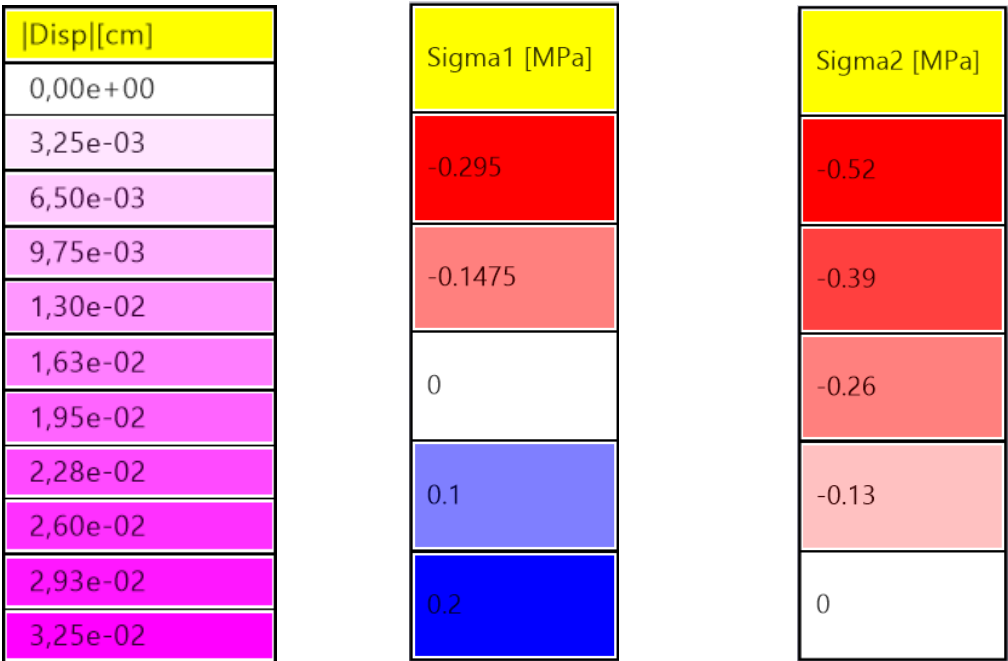 |Disp|[cm]
0,00e+00
3,25e-03
6,50e-03
9,75e-03
1,30e-02
1,63e-02
1,95e-02
2,28e-02
2,60e-02
2,93e-02
3,25e-02
Sigma1 [MPa]
-0.295
-0.1475
0
0.1
0.2
Sigma2 [MPa]
-0.52
-0.39
-0.26
-0.13
0